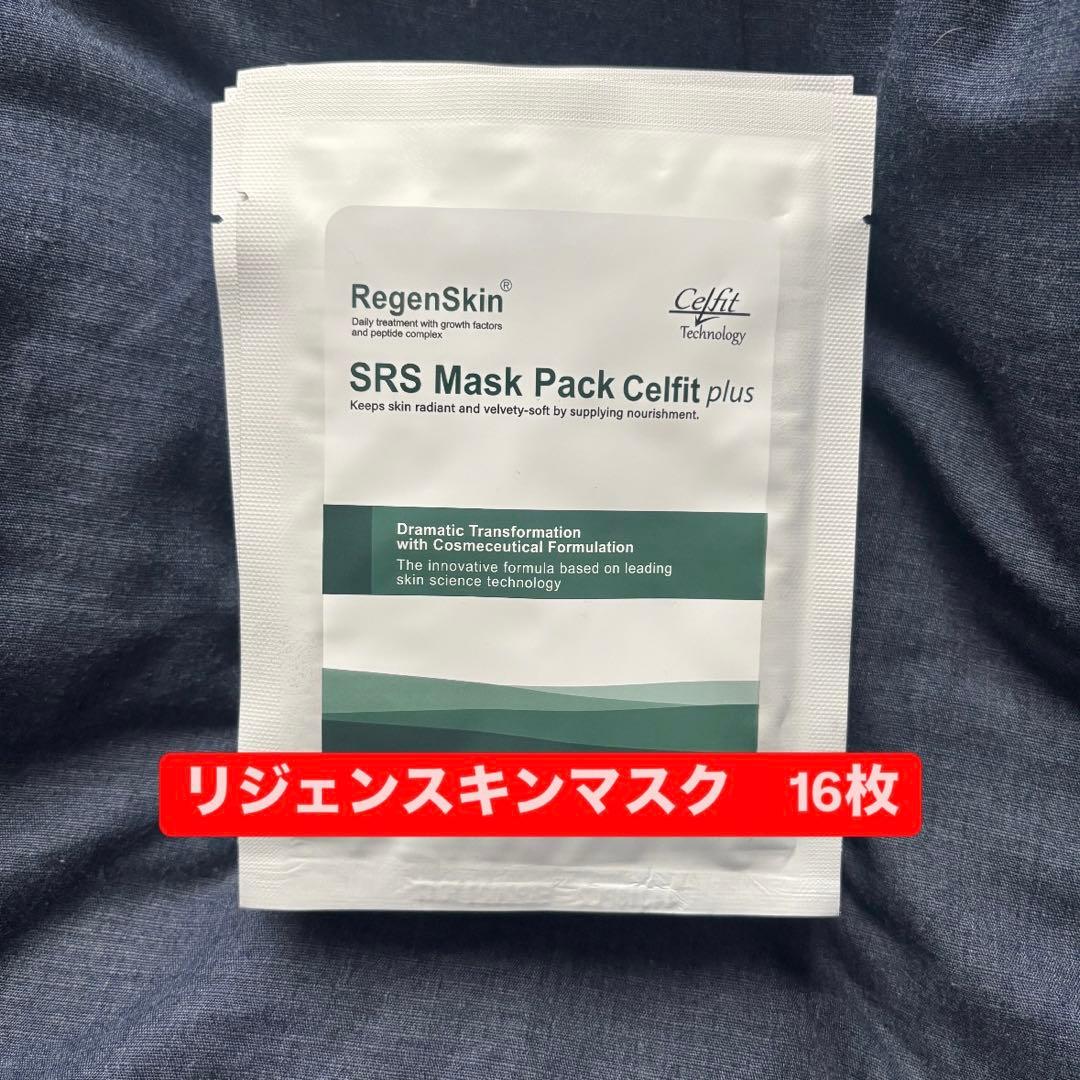 RegenSkin®
Daily treatment with growth factors
and peptide complex
Celfit
Technology
SRS Mask Pack Celfit plus
Keeps skin radiant and velvety-soft by supplying nourishment.
Dramatic Transformation
with Cosmeceutical Formulation
The innovative formula based on leading
skin science technology
リジェンスキンマスク 16枚